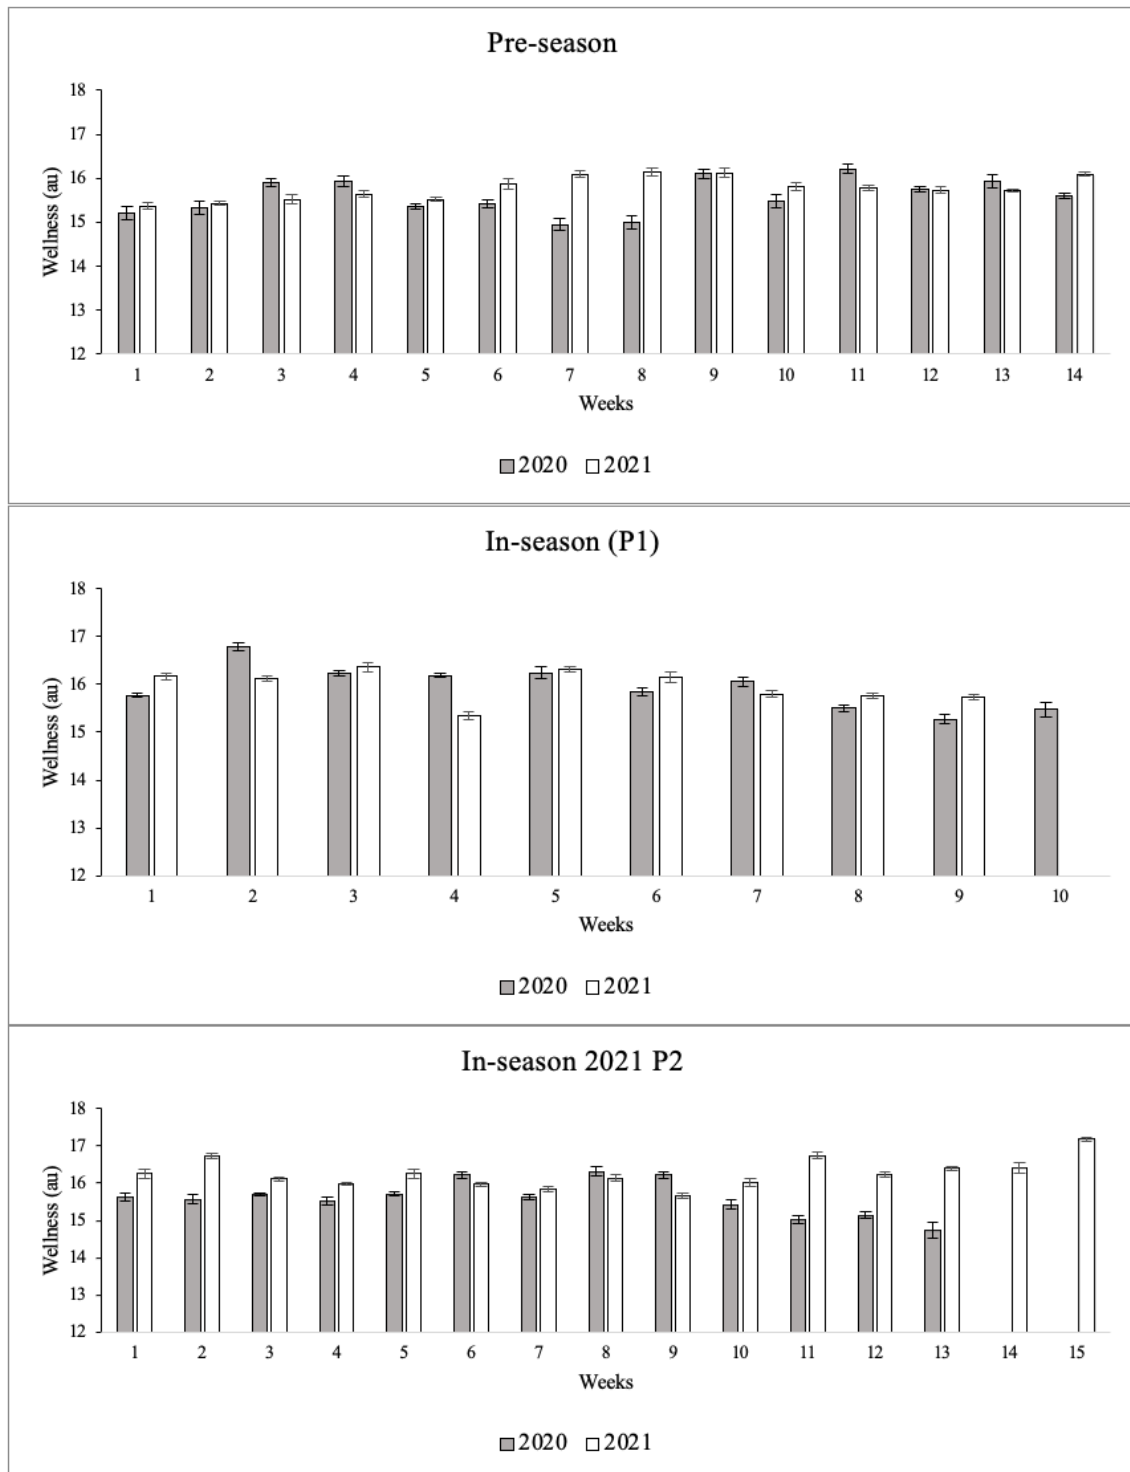 Pre-season
18
17
16
15
14
13
12
Wellness (au)
1 2 3 4 5 6 7 8 9 10 11 12 13 14
Weeks
2020 2021
In-season (P1)
18
17
16
15
14
13
12
Wellness (au)
1 2 3 4 5 6 7 8 9 10
Weeks
2020 2021
In-season 2021 P2
18
17
16
15
14
13
12
Wellness (au)
1 2 3 4 5 6 7 8 9 10 11 12 13 14 15
Weeks
2020 2021